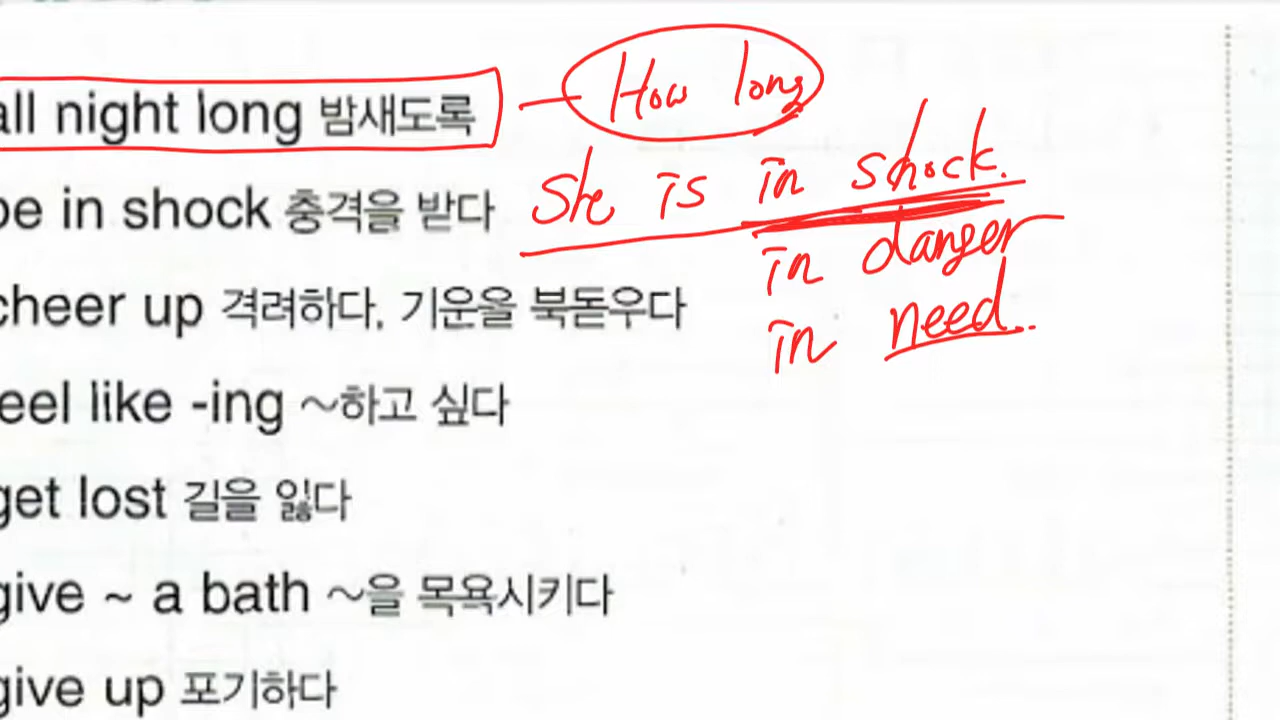 all night long 밤새도록
How long
be in shock 충격을 받다
She is in shock.
in danger
in need..
cheer up 격려하다, 기운을 북돋우다
feel like -ing ~하고 싶다
get lost 길을 잃다
give ~ a bath ~을 목욕시키다
give up 포기하다